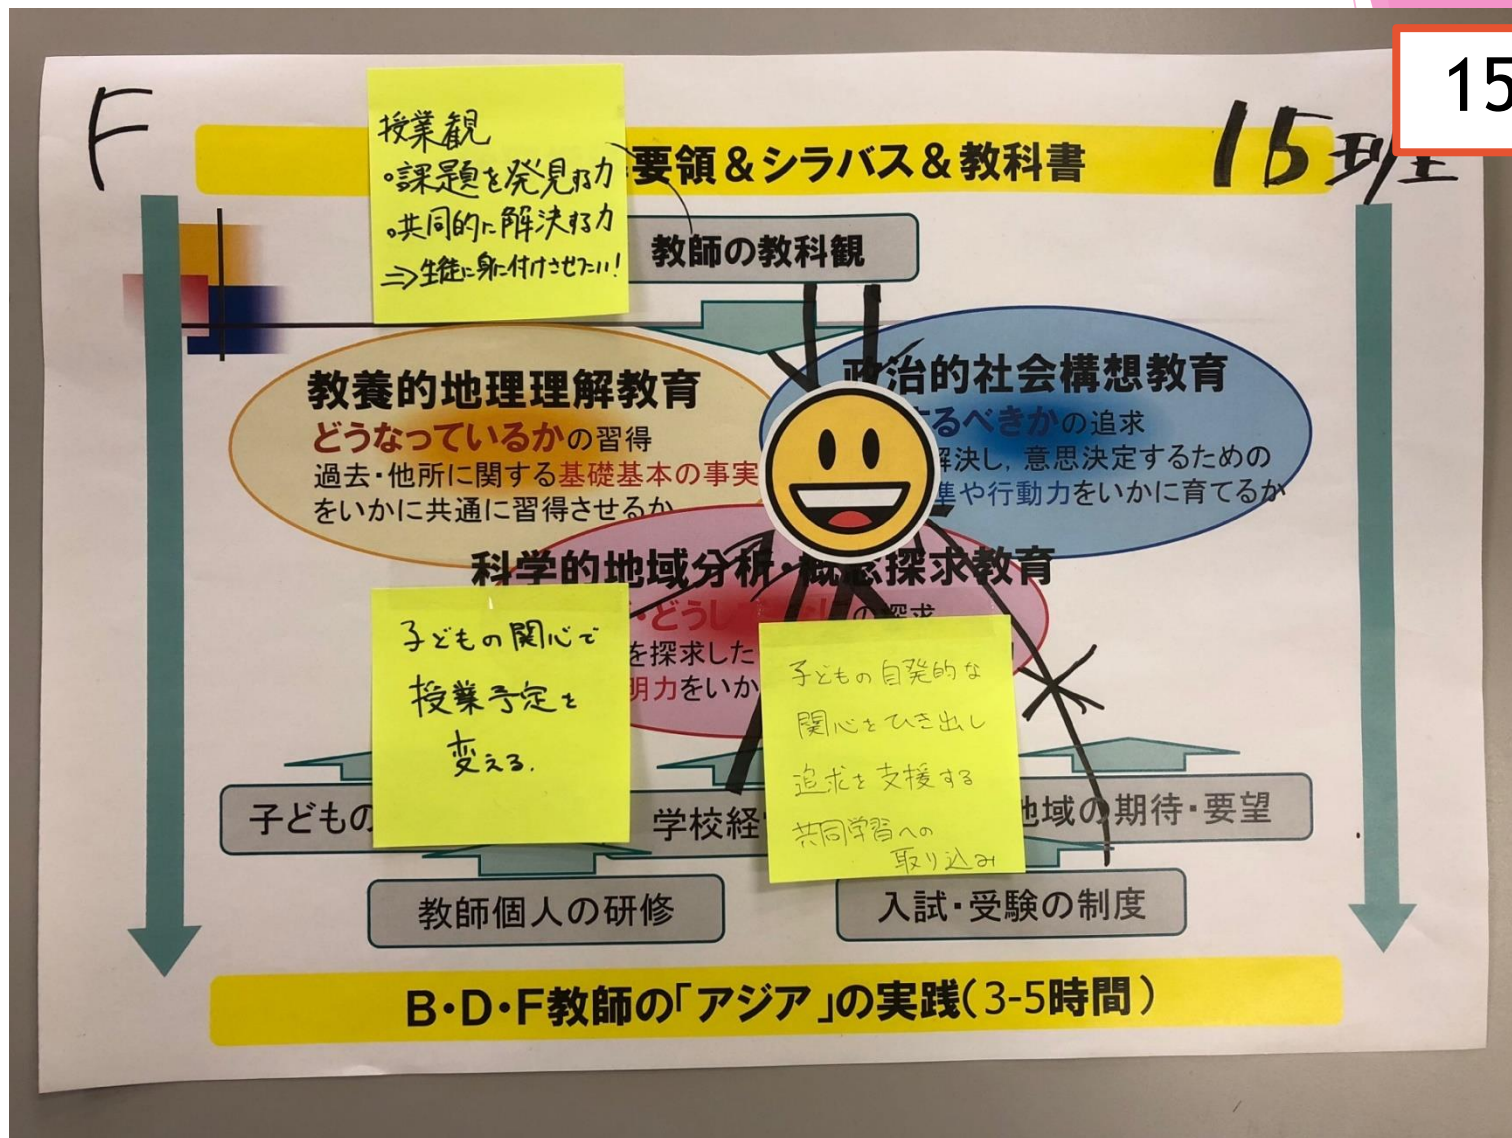 15
F
15班
要領＆シラバス＆教科書
授業観
・課題を発見する力
・共同的に解決する力
⇒生徒に身に付けさせたい!
教師の教科観
教養的地理理解教育
どうなっているかの習得
過去・他所に関する基礎基本の事実
をいかに共通に習得させるか
政治的社会構想教育
るべきかの追求
解決し，意思決定するための
準や行動力をいかに育てるか
科学的地域分析・概念探求教育
・どうし
の探求
を探求した
明力をいか
子どもの関心で
授業予定を
変える.
子どもの自発的な
関心をひき出し
追求を支援する
共同学習への
取り込み
子どもの
学校経
地域の期待・要望
教師個人の研修
入試・受験の制度
B・D・F教師の「アジア」の実践(3-5時間)